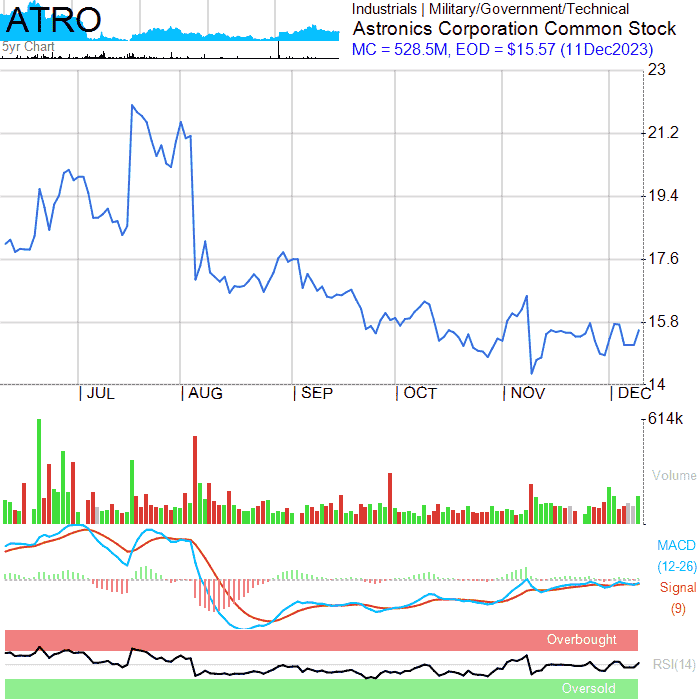 ATRO
5yr Chart
Industrials | Military/Government/Technical
Astronics Corporation Common Stock
MC = 528.5M, EOD = $15.57 (11Dec2023)
23
21.2
19.4
17.6
15.8
14
JUL AUG SEP OCT NOV DEC
614k
Volume
MACD
(12-26)
Signal
(9)
Overbought
RSI(14)
Oversold